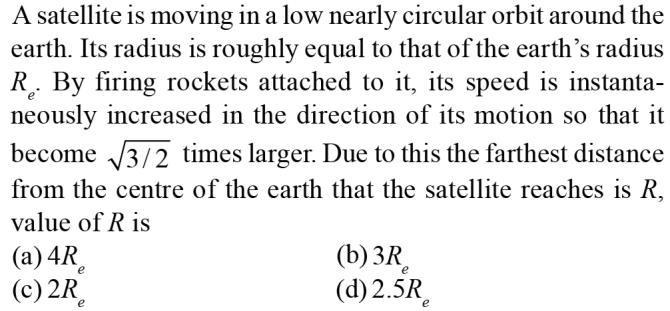 A satellite is moving in a low nearly circular orbit around the
earth. Its radius is roughly equal to that of the earth’s radius
Rₑ. By firing rockets attached to it, its speed is instanta-
neously increased in the direction of its motion so that it
become √3/2 times larger. Due to this the farthest distance
from the centre of the earth that the satellite reaches is R,
value of R is
(a) 4Rₑ (b) 3Rₑ
(c) 2Rₑ (d) 2.5Rₑ